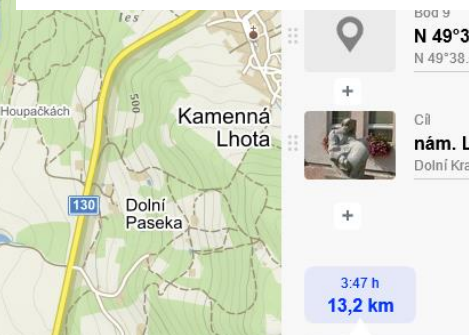 les
500
Houpačkách
Kamenná
Lhota
130
Dolní
Paseka
Bod 9
N 49°3
N 49°38.
+
Cíl
nám. L
Dolní Kra
+
3:47 h
13,2 km